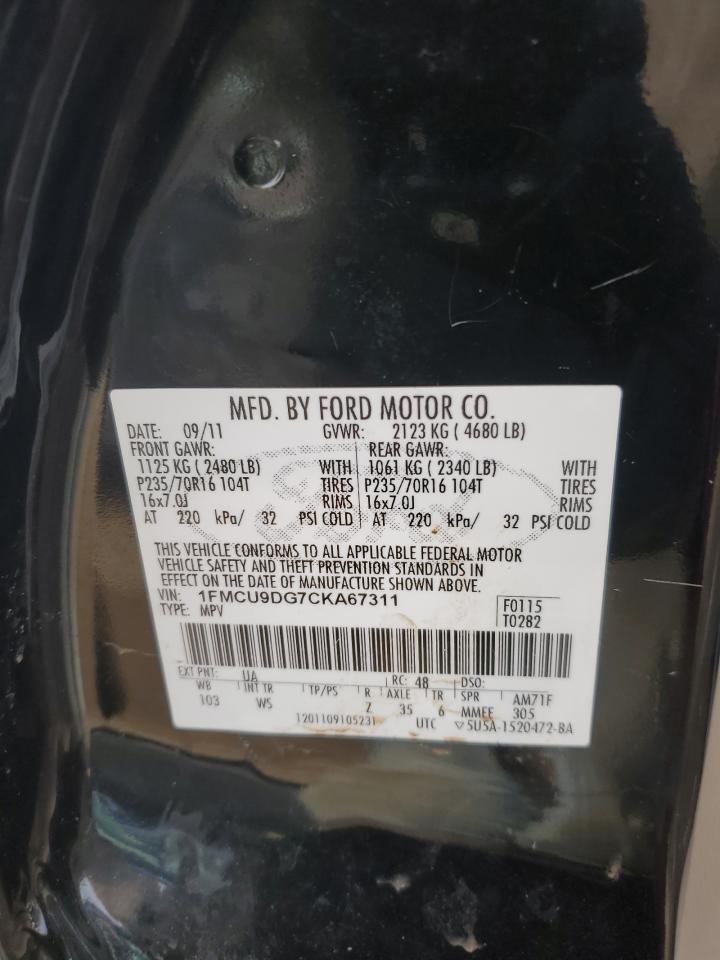 MFD. BY FORD MOTOR CO.
DATE: 09/11 GVWR: 2123 KG ( 4680 LB)
FRONT GAWR: REAR GAWR:
1125 KG ( 2480 LB) WITH 1061 KG ( 2340 LB) WITH
P235/70R16 104T TIRES P235/70R16 104T TIRES
16x7.0J RIMS 16x7.0J RIMS
AT 220 kPa/ 32 PSI COLD AT 220 kPa/ 32 PSI COLD
THIS VEHICLE CONFORMS TO ALL APPLICABLE FEDERAL MOTOR
VEHICLE SAFETY AND THEFT PREVENTION STANDARDS IN
EFFECT ON THE DATE OF MANUFACTURE SHOWN ABOVE.
VIN: 1FMCU9DG7CKA67311 F0115
TYPE: MPV T0282
EXT PNT: UA RC: 48 DSO:
WB INT TR TP/PS R AXLE TR SPR AM71F
103 WS Z 35 6 MMEE 305
1201109105231 UTC ▽5U5A-1520472-BA